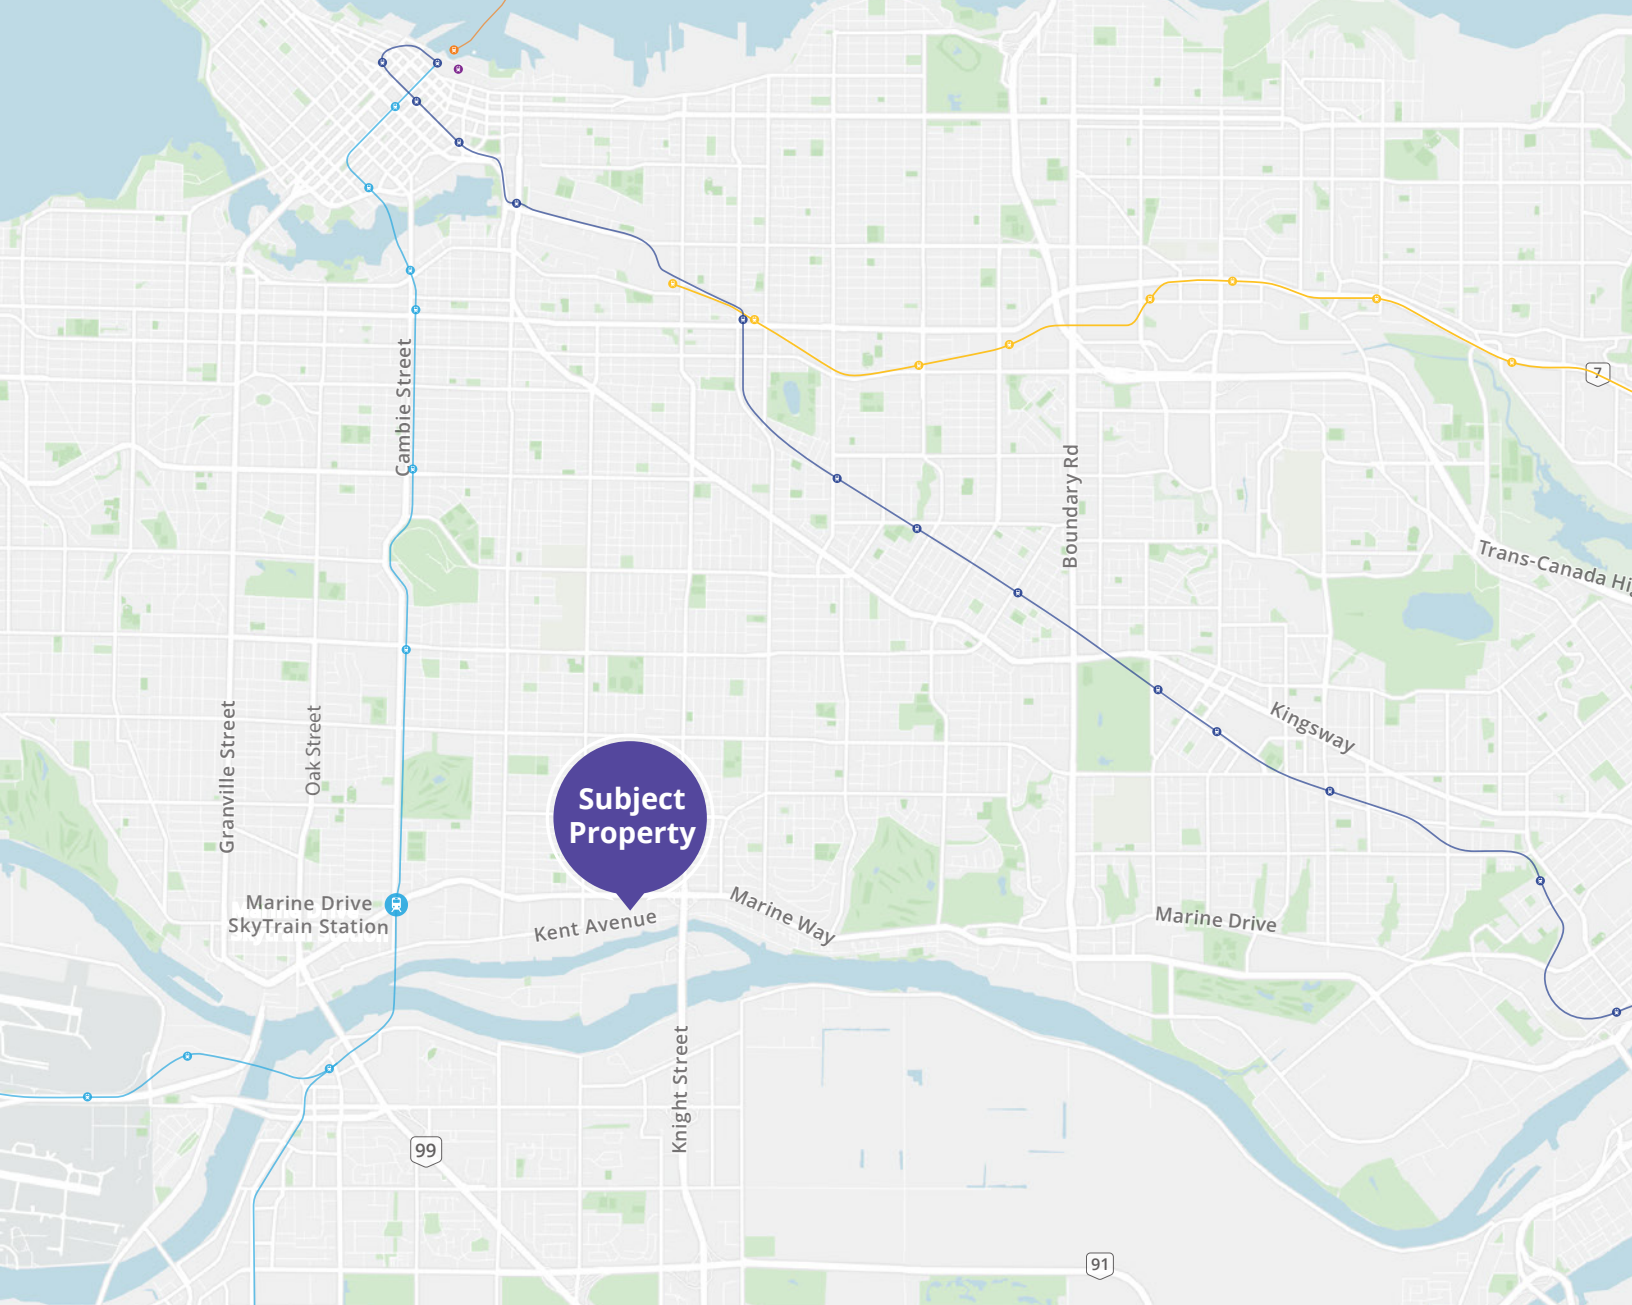 Cambie Street
7
Boundary Rd
Trans-Canada Hig
Granville Street
Oak Street
Kingsway
Subject
Property
Marine Drive
SkyTrain Station
Kent Avenue
Marine Way
Marine Drive
Knight Street
99
91